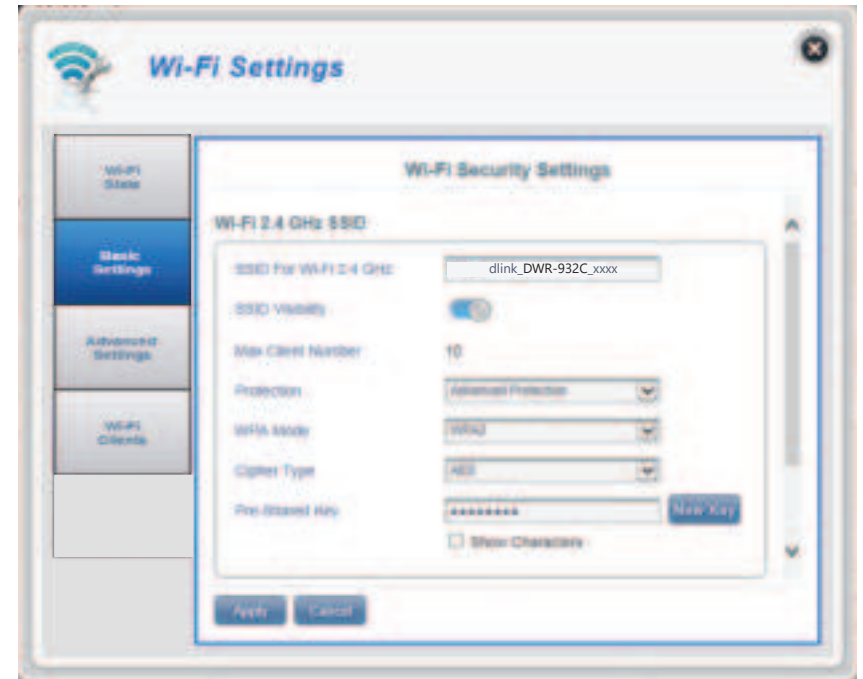 Wi-Fi Settings
Wi-Fi State
Basic Settings
Advanced Settings
Wi-Fi Clients
Wi-Fi Security Settings
Wi-Fi 2.4 GHz SSID
SSID For Wi-Fi 2.4 GHz
dlink_DWR-932C_xxxx
SSID Visibility
Max Client Number
10
Protection
Advanced Protection
WPA Mode
WPA2
Cipher Type
AES
Pre-Shared Key
********
New Key
Show Characters
Apply
Cancel